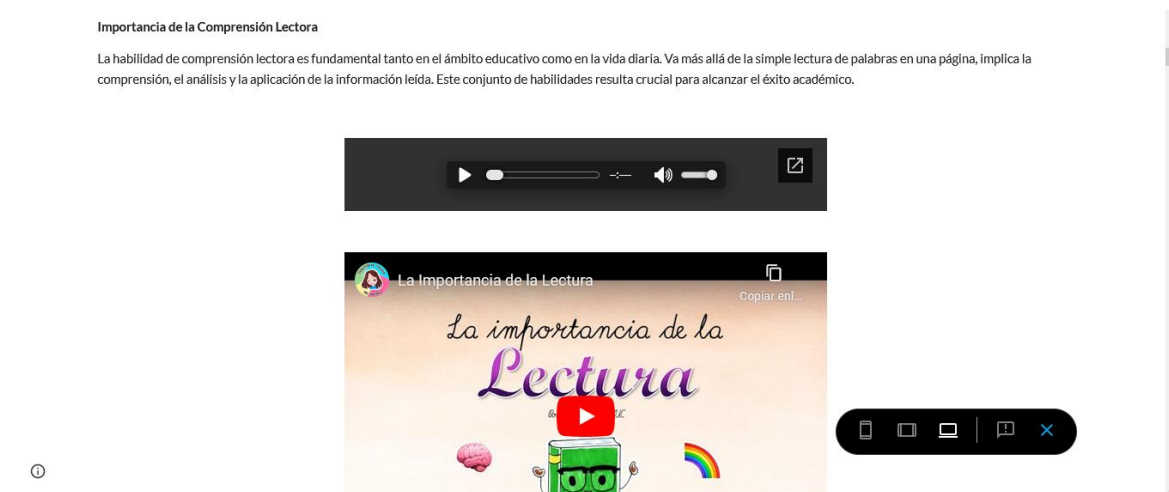 Importancia de la Comprensión Lectora
La habilidad de comprensión lectora es fundamental tanto en el ámbito educativo como en la vida diaria. Va más allá de la simple lectura de palabras en una página, implica la
comprensión, el análisis y la aplicación de la información leída. Este conjunto de habilidades resulta crucial para alcanzar el éxito académico.
--:--
La Importancia de la Lectura
Copiar enl...
La importancia de la
Lectura